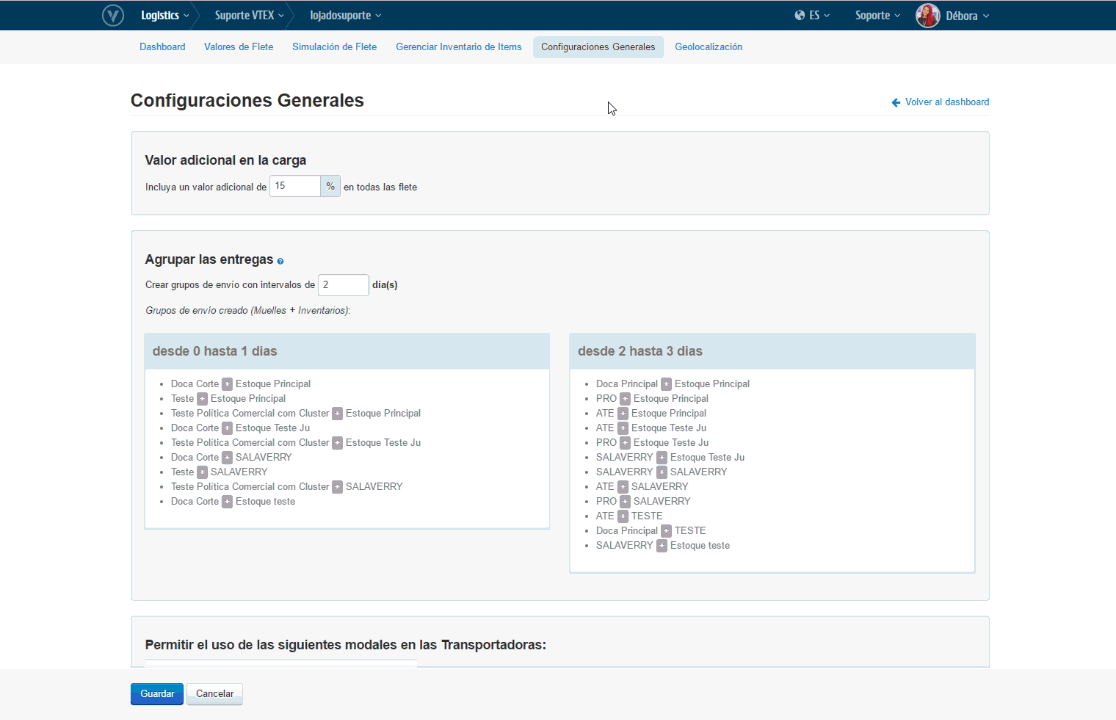 Logistics Suporte VTEX lojadosuporte ES Soporte Débora
Dashboard Valores de Flete Simulación de Flete Gerenciar Inventario de Items Configuraciones Generales Geolocalización
Configuraciones Generales
Volver al dashboard
Valor adicional en la carga
Incluya un valor adicional de 15 % en todas las flete
Agrupar las entregas ?
Crear grupos de envío con intervalos de 2 día(s)
Grupos de envío creado (Muelles + Inventarios):
desde 0 hasta 1 dias
• Doca Corte + Estoque Principal
• Teste + Estoque Principal
• Teste Política Comercial com Cluster + Estoque Principal
• Doca Corte + Estoque Teste Ju
• Teste Política Comercial com Cluster + Estoque Teste Ju
• Doca Corte + SALAVERRY
• Teste + SALAVERRY
• Teste Política Comercial com Cluster + SALAVERRY
• Doca Corte + Estoque teste
desde 2 hasta 3 dias
• Doca Principal + Estoque Principal
• PRO + Estoque Principal
• ATE + Estoque Principal
• ATE + Estoque Teste Ju
• PRO + Estoque Teste Ju
• SALAVERRY + Estoque Teste Ju
• SALAVERRY + SALAVERRY
• ATE + SALAVERRY
• PRO + SALAVERRY
• ATE + TESTE
• Doca Principal + TESTE
• SALAVERRY + Estoque teste
Permitir el uso de las siguientes modales en las Transportadoras:
Guardar Cancelar